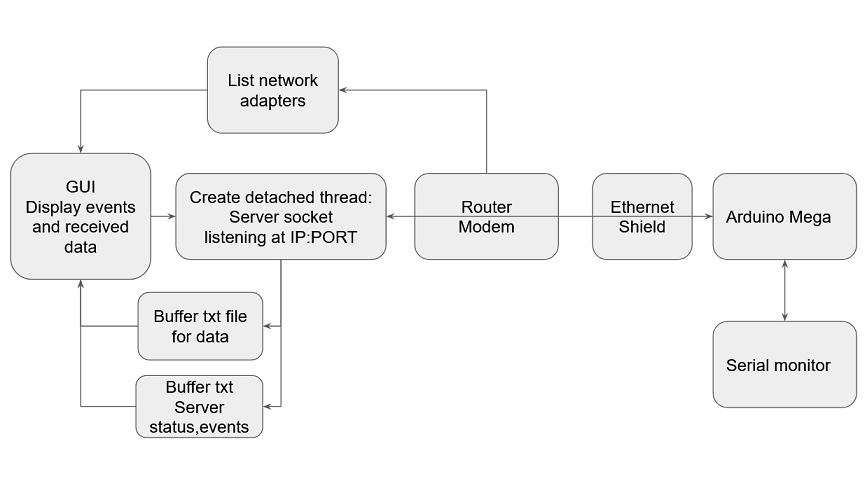 List network
adapters
GUI
Display events
and received
data
Create detached thread:
Server socket
listening at IP:PORT
Router
Modem
Ethernet
Shield
Arduino Mega
Buffer txt file
for data
Serial monitor
Buffer txt
Server
status,events